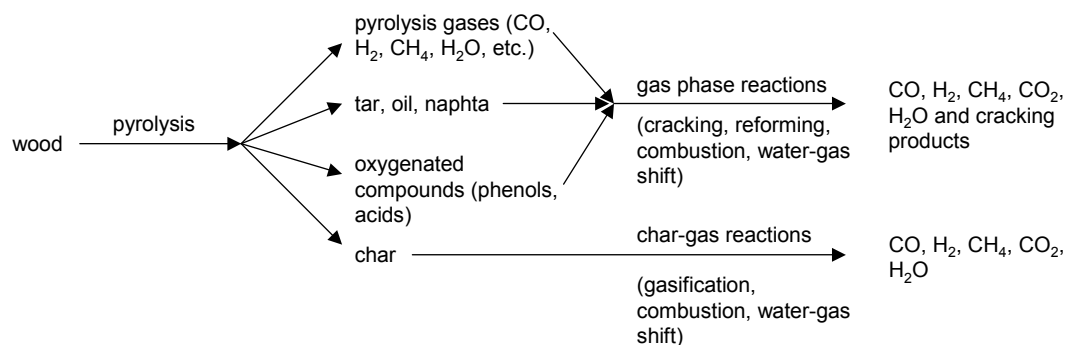 wood
pyrolysis
pyrolysis gases (CO,
H₂, CH₄, H₂O, etc.)
tar, oil, naphta
oxygenated
compounds (phenols,
acids)
char
gas phase reactions
(cracking, reforming,
combustion, water-gas
shift)
CO, H₂, CH₄, CO₂,
H₂O and cracking
products
char-gas reactions
(gasification,
combustion, water-gas
shift)
CO, H₂, CH₄, CO₂,
H₂O